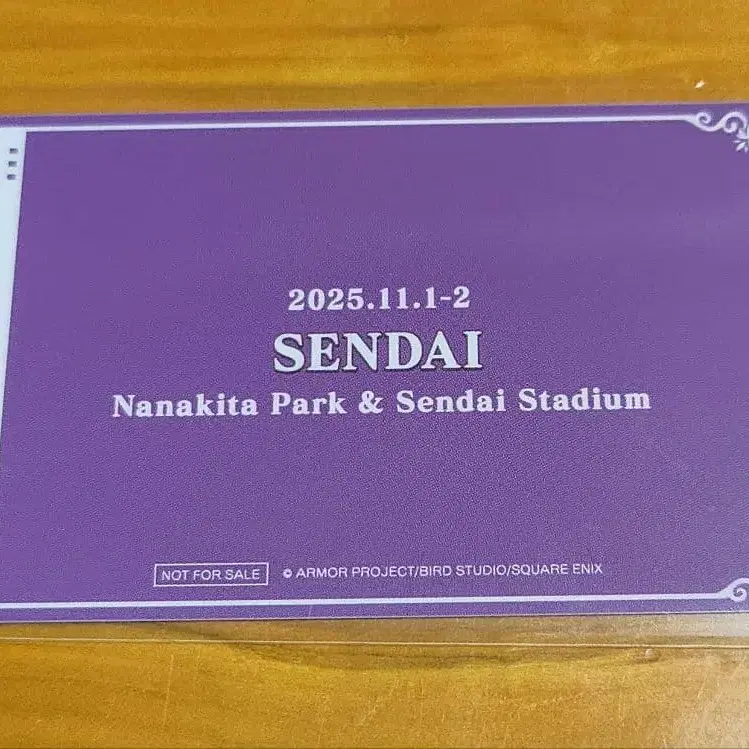 2025.11.1-2
SENDAI
Nanakita Park & Sendai Stadium
NOT FOR SALE © ARMOR PROJECT/BIRD STUDIO/SQUARE ENIX